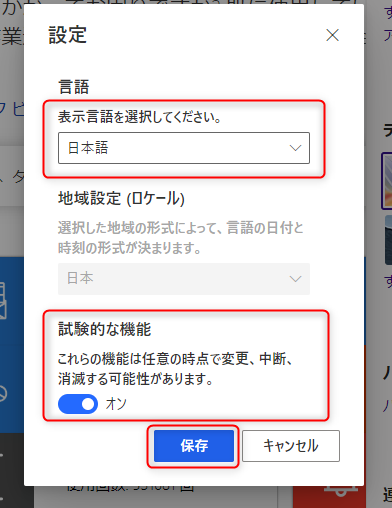 設定
言語
表示言語を選択してください。
日本語
地域設定 (ロケール)
選択した地域の形式によって、言語の日付と
時刻の形式が決まります。
日本
試験的な機能
これらの機能は任意の時点で変更、中断、
消滅する可能性があります。
オン
保存
キャンセル